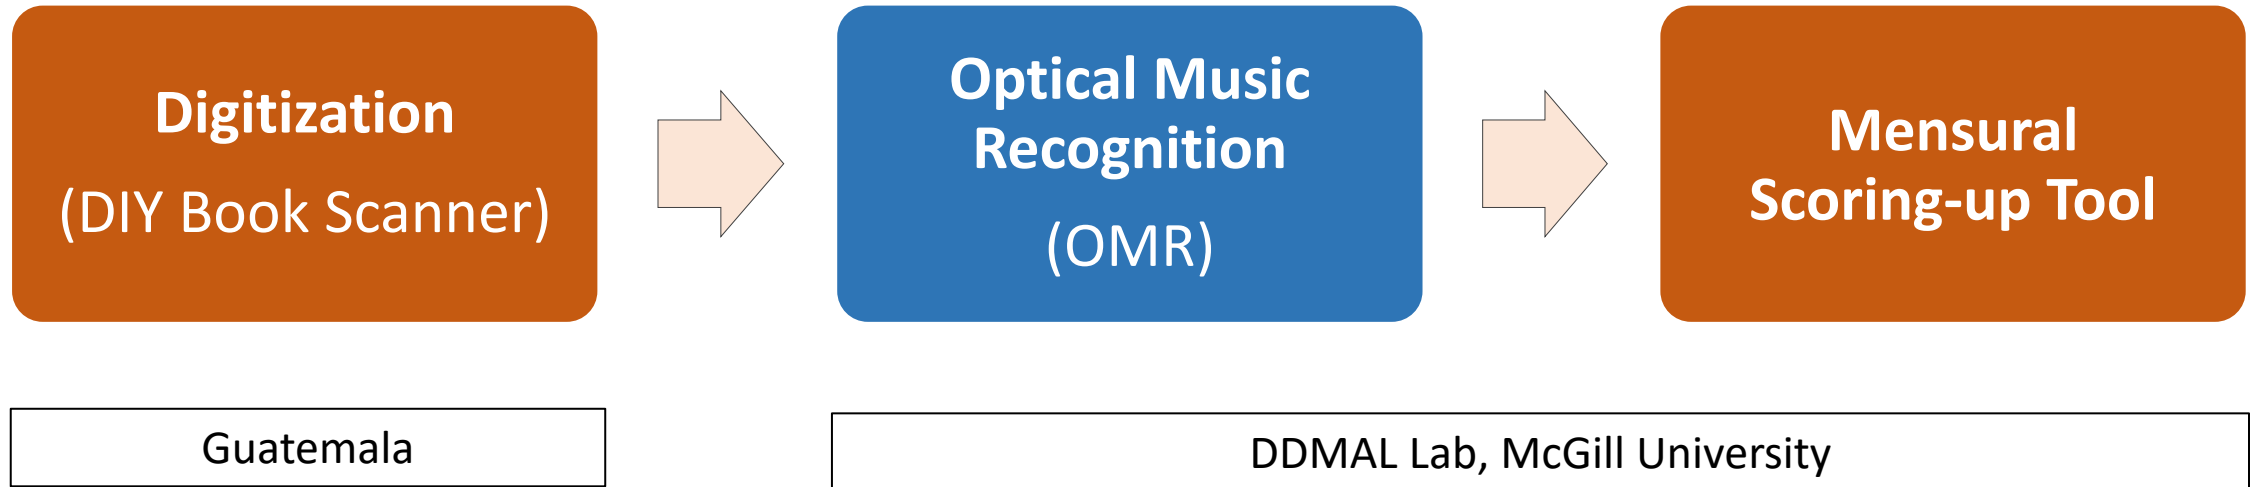 Digitization
(DIY Book Scanner)
Optical Music
Recognition
(OMR)
Mensural
Scoring-up Tool
Guatemala
DDMAL Lab, McGill University